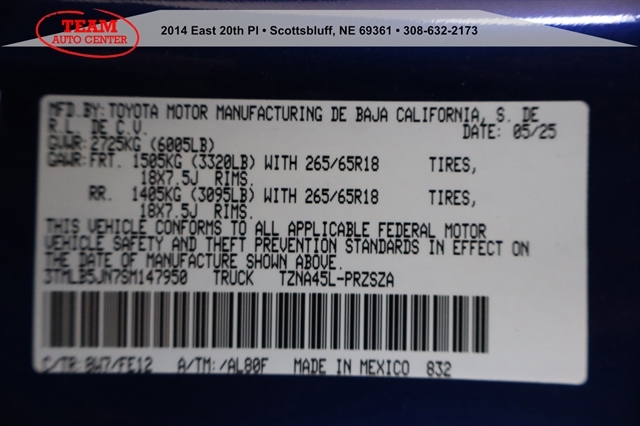 TEAM
AUTO CENTER
2014 East 20th Pl • Scottsbluff, NE 69361 • 308-632-2173
MFD.BY: TOYOTA MOTOR MANUFACTURING DE BAJA CALIFORNIA, S. DE
R.L. DE C.V. DATE: 05/25
GVWR: 2725KG (6005LB)
GAWR: FRT. 1505KG (3320LB) WITH 265/65R18 TIRES,
18X7.5J RIMS.
RR. 1405KG (3095LB) WITH 265/65R18 TIRES,
18X7.5J RIMS.
THIS VEHICLE CONFORMS TO ALL APPLICABLE FEDERAL MOTOR
VEHICLE SAFETY AND THEFT PREVENTION STANDARDS IN EFFECT ON
THE DATE OF MANUFACTURE SHOWN ABOVE.
3TMLB5JN7SM147950 TRUCK TZNA45L-PRZSZA
C/TR: 8W7/FE12 A/TM: /AL80F MADE IN MEXICO 832